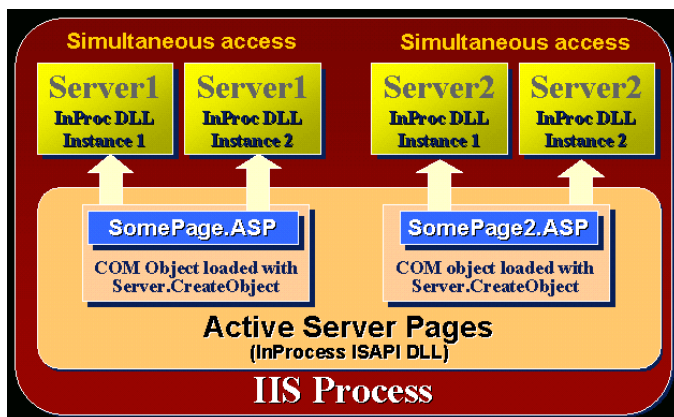 Simultaneous access
Simultaneous access
Server1
InProc DLL
Instance 1
Server1
InProc DLL
Instance 2
Server2
InProc DLL
Instance 1
Server2
InProc DLL
Instance 2
SomePage.ASP
COM Object loaded with
Server.CreateObject
SomePage2.ASP
COM object loaded with
Server.CreateObject
Active Server Pages
(InProcess ISAPI DLL)
IIS Process